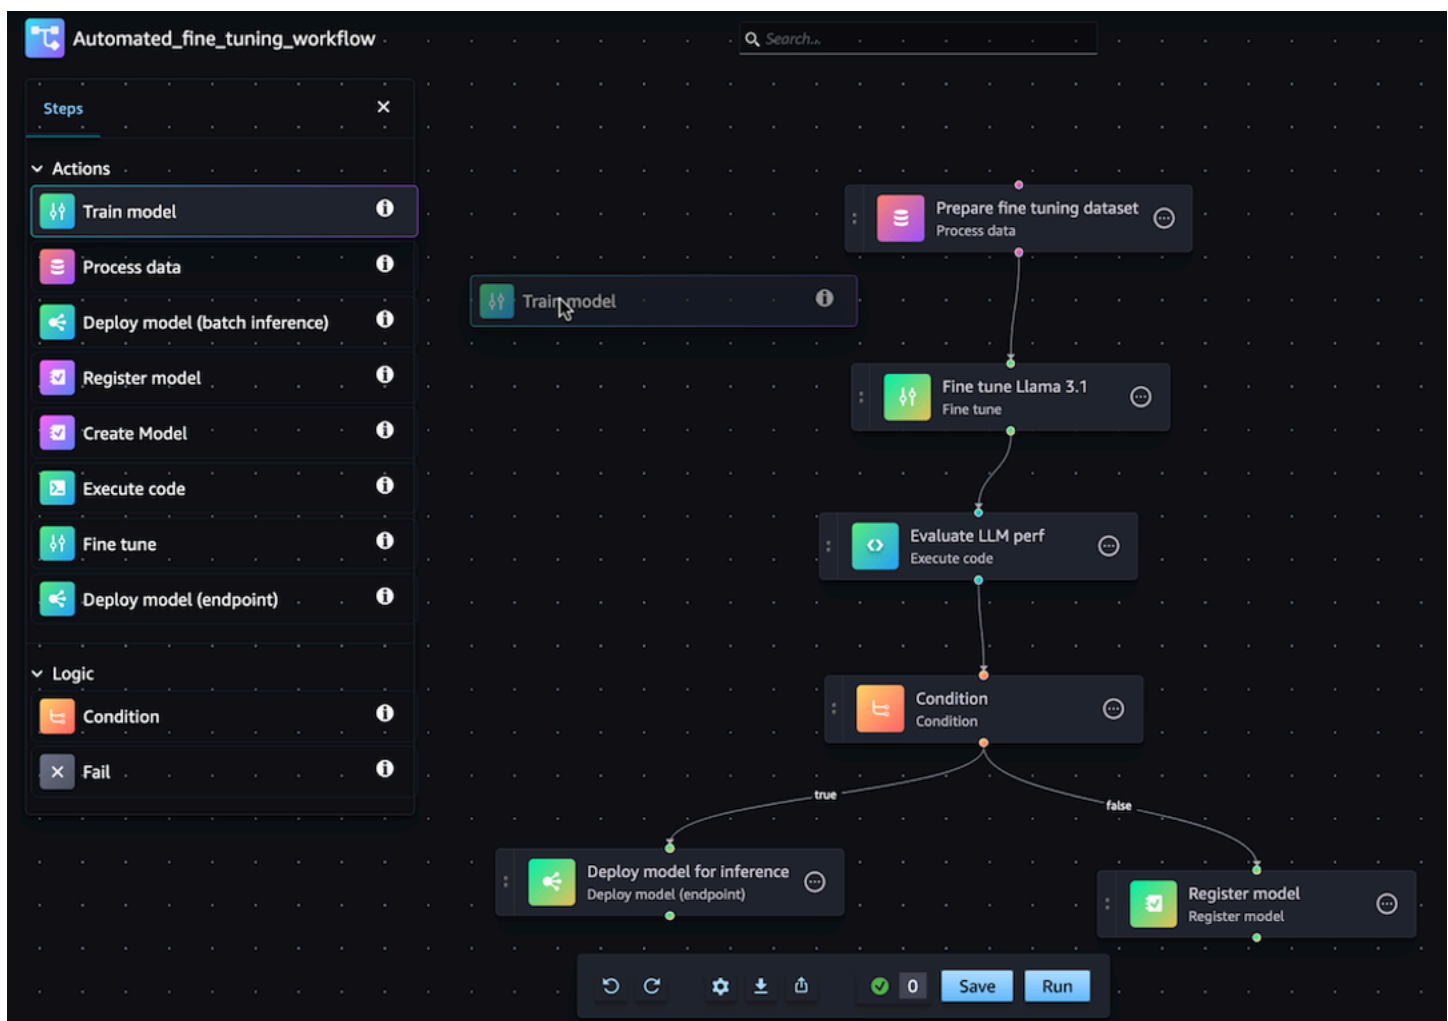 Automated_fine_tuning_workflow
Search...
Steps
Actions
Train model
Process data
Deploy model (batch inference)
Register model
Create Model
Execute code
Fine tune
Deploy model (endpoint)
Logic
Condition
Fail
Train model
Prepare fine tuning dataset
Process data
Fine tune Llama 3.1
Fine tune
Evaluate LLM perf
Execute code
Condition
Condition
true
false
Deploy model for inference
Deploy model (endpoint)
Register model
Register model
0 Save Run